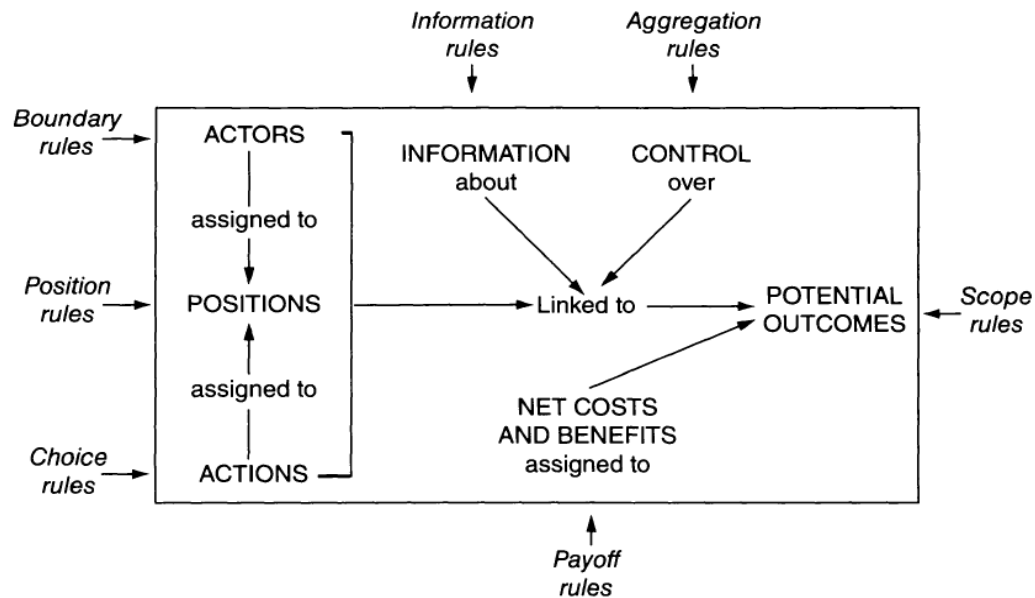 Information
rules
Aggregation
rules
Boundary
rules
ACTORS
INFORMATION
about
CONTROL
over
assigned to
Position
rules
POSITIONS
Linked to
POTENTIAL
OUTCOMES
Scope
rules
assigned to
NET COSTS
AND BENEFITS
assigned to
Choice
rules
ACTIONS
Payoff
rules